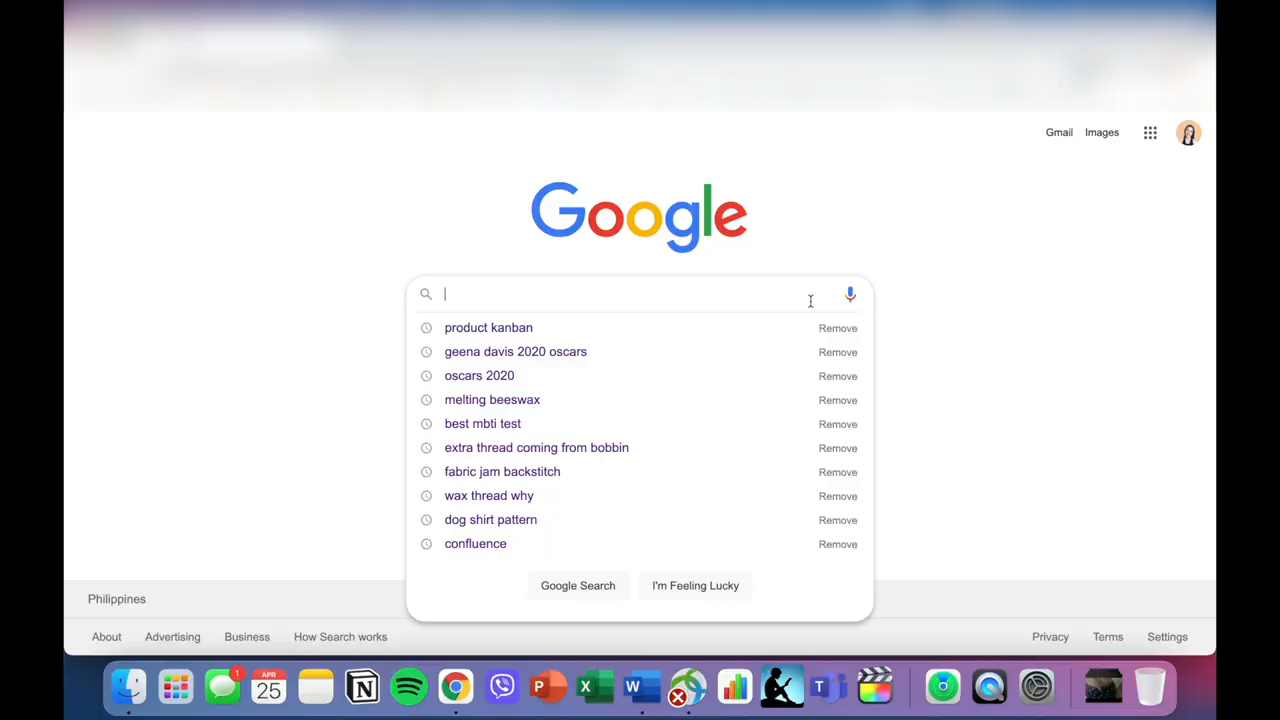 Gmail Images
Google
product kanban Remove
geena davis 2020 oscars Remove
oscars 2020 Remove
melting beeswax Remove
best mbti test Remove
extra thread coming from bobbin Remove
fabric jam backstitch Remove
wax thread why Remove
dog shirt pattern Remove
confluence Remove
Google Search I'm Feeling Lucky
Philippines
About Advertising Business How Search works Privacy Terms Settings
1
APR
25
N P X W T